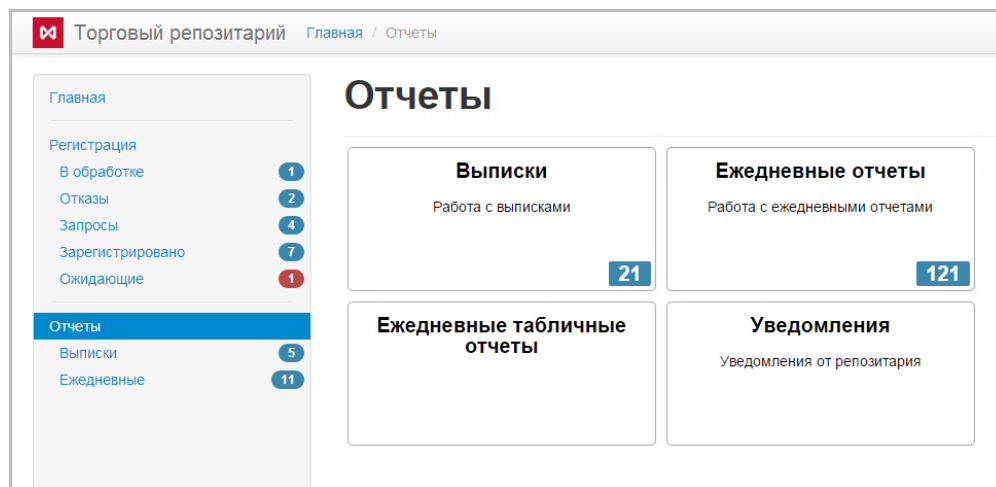 Торговый репозитарий Главная / Отчеты
Главная
Регистрация
В обработке 1
Отказы 2
Запросы 4
Зарегистрировано 7
Ожидающие 1
Отчеты
Выписки 5
Ежедневные 11
Отчеты
Выписки
Работа с выписками
21
Ежедневные отчеты
Работа с ежедневными отчетами
121
Ежедневные табличные
отчеты
Уведомления
Уведомления от репозитария